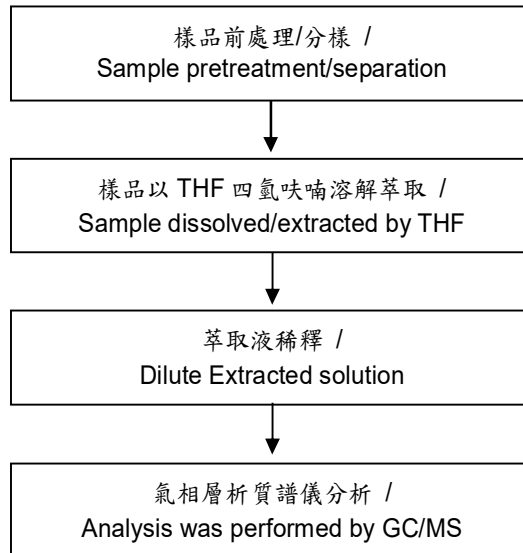 樣品前處理/分樣 /
Sample pretreatment/separation
樣品以 THF 四氫呋喃溶解萃取 /
Sample dissolved/extracted by THF
萃取液稀釋 /
Dilute Extracted solution
氣相層析質譜儀分析 /
Analysis was performed by GC/MS